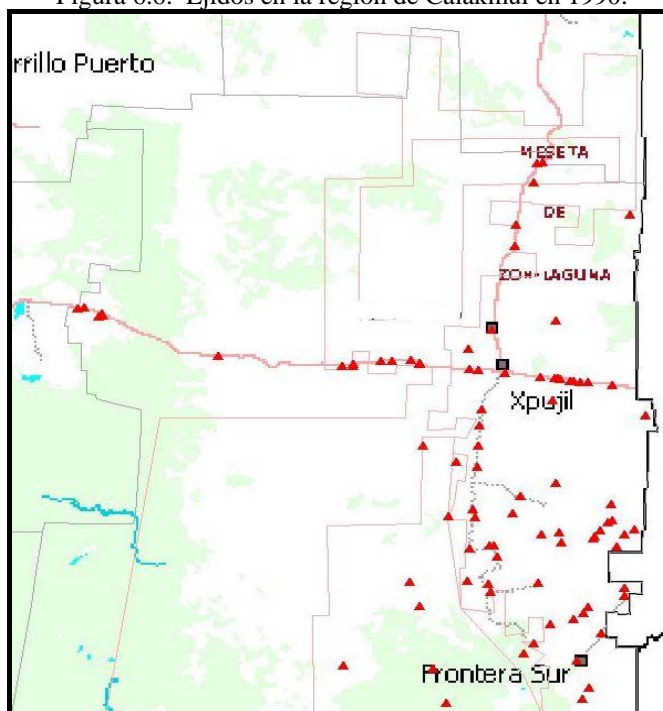 Figura 6.6. Ejidos en la región de Calakmul en 1990.
rrillo Puerto
MESETA
DE
ZOH-LAGUNA
Xpujil
Frontera Sur